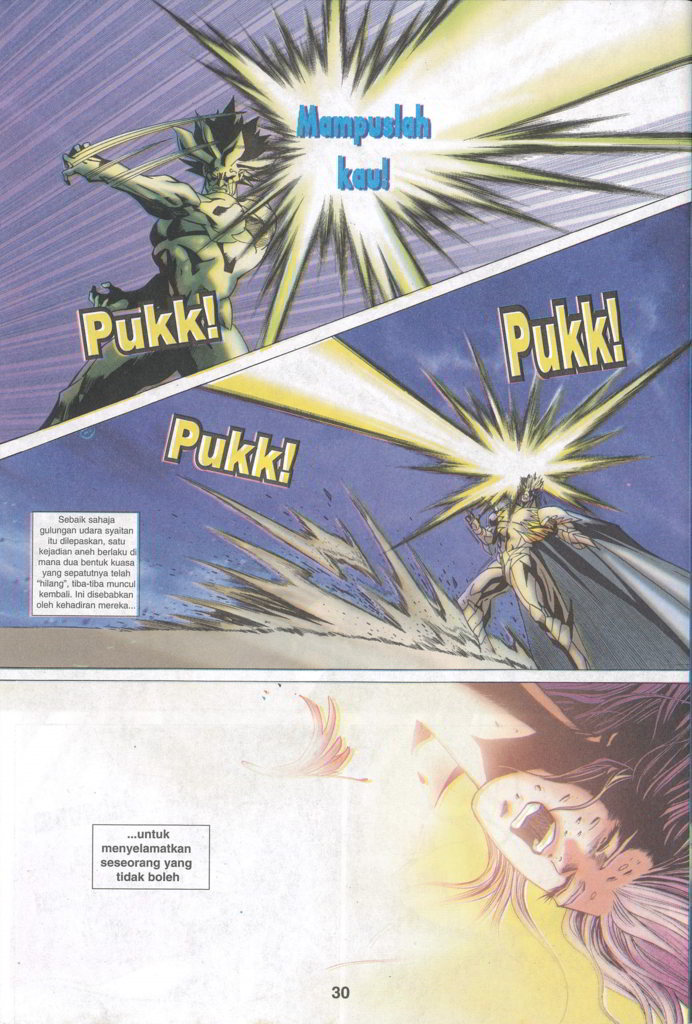 Mampuslah
kau!
Pukk!
Pukk!
Pukk!
Sebaik sahaja
gulungan udara syaitan
itu dilepaskan, satu
kejadian aneh berlaku di
mana dua bentuk kuasa
yang sepatutnya telah
"hilang", tiba-tiba muncul
kembali. Ini disebabkan
oleh kehadiran mereka...
...untuk
menyelamatkan
seseorang yang
tidak boleh
30